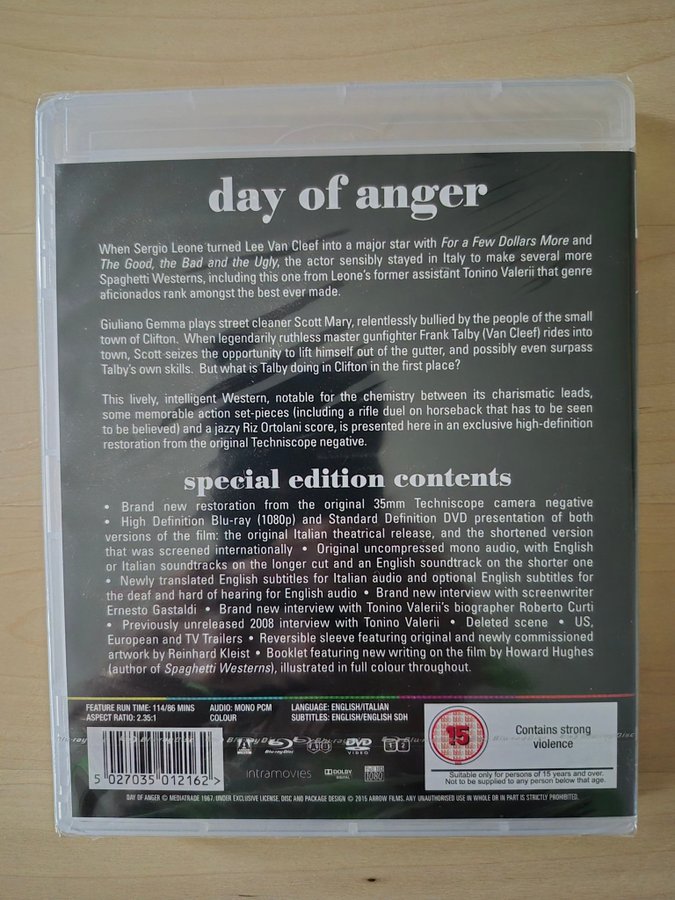 day of anger
When Sergio Leone turned Lee Van Cleef into a major star with For a Few Dollars More and
The Good, the Bad and the Ugly, the actor sensibly stayed in Italy to make several more
Spaghetti Westerns, including this one from Leone's former assistant Tonino Valerii that genre
aficionados rank amongst the best ever made.
Giuliano Gemma plays street cleaner Scott Mary, relentlessly bullied by the people of the small
town of Clifton. When legendarily ruthless master gunfighter Frank Talby (Van Cleef) rides into
town, Scott seizes the opportunity to lift himself out of the gutter, and possibly even surpass
Talby's own skills. But what is Talby doing in Clifton in the first place?
This lively, intelligent Western, notable for the chemistry between its charismatic leads,
some memorable action set-pieces (including a rifle duel on horseback that has to be seen
to be believed) and a jazzy Riz Ortolani score, is presented here in an exclusive high-definition
restoration from the original Techniscope negative.
special edition contents
• Brand new restoration from the original 35mm Techniscope camera negative
• High Definition Blu-ray (1080p) and Standard Definition DVD presentation of both
versions of the film: the original Italian theatrical release, and the shortened version
that was screened internationally • Original uncompressed mono audio, with English
or Italian soundtracks on the longer cut and an English soundtrack on the shorter one
• Newly translated English subtitles for Italian audio and optional English subtitles for
the deaf and hard of hearing for English audio • Brand new interview with screenwriter
Ernesto Gastaldi • Brand new interview with Tonino Valerii's biographer Roberto Curti
• Previously unreleased 2008 interview with Tonino Valerii • Deleted scene • US,
European and TV Trailers • Reversible sleeve featuring original and newly commissioned
artwork by Reinhard Kleist • Booklet featuring new writing on the film by Howard Hughes
(author of Spaghetti Westerns), illustrated in full colour throughout.
FEATURE RUN TIME: 114/86 MINS AUDIO: MONO PCM LANGUAGE: ENGLISH/ITALIAN
ASPECT RATIO: 2.35:1 COLOUR SUBTITLES: ENGLISH/ENGLISH SDH
15 Contains strong
violence
Suitable only for persons of 15 years and over.
Not to be supplied to any person below that age.
ARROW Blu-ray Disc A B DVD VIDEO 1 2
intramovies DOLBY DIGITAL 1080
5 027035 012162 >
DAY OF ANGER © MEDIATRADE 1967. UNDER EXCLUSIVE LICENSE. DISC AND PACKAGE DESIGN © 2015 ARROW FILMS. ANY UNAUTHORISED USE IN WHOLE OR IN PART IS STRICTLY PROHIBITED.